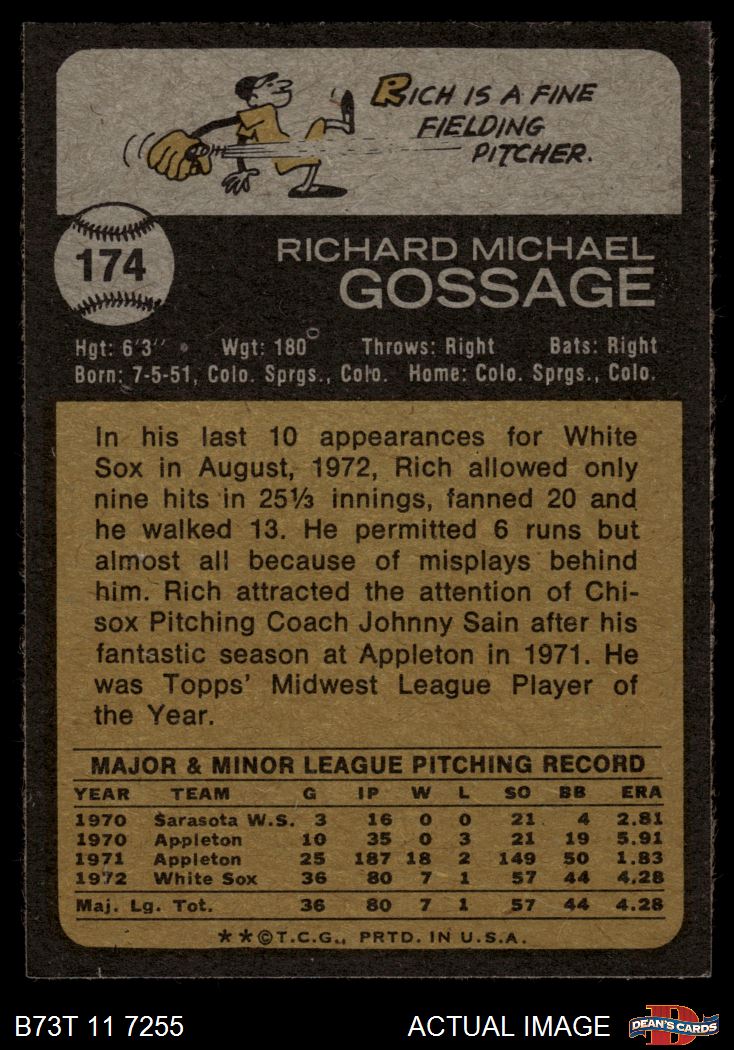 RICH IS A FINE
FIELDING
PITCHER.
174
RICHARD MICHAEL
GOSSAGE
Hgt: 6'3" • Wgt: 180 Throws: Right Bats: Right
Born: 7-5-51, Colo. Sprgs., Colo. Home: Colo. Sprgs., Colo.
In his last 10 appearances for White
Sox in August, 1972, Rich allowed only
nine hits in 25⅓ innings, fanned 20 and
he walked 13. He permitted 6 runs but
almost all because of misplays behind
him. Rich attracted the attention of Chi-
sox Pitching Coach Johnny Sain after his
fantastic season at Appleton in 1971. He
was Topps' Midwest League Player of
the Year.
MAJOR & MINOR LEAGUE PITCHING RECORD
YEAR TEAM G IP W L SO BB ERA
1970 Sarasota W.S. 3 16 0 0 21 4 2.81
1970 Appleton 10 35 0 3 21 19 5.91
1971 Appleton 25 187 18 2 149 50 1.83
1972 White Sox 36 80 7 1 57 44 4.28
Maj. Lg. Tot. 36 80 7 1 57 44 4.28
**©T.C.G., PRTD. IN U.S.A.
B73T 11 7255 ACTUAL IMAGE DEAN'S CARDS